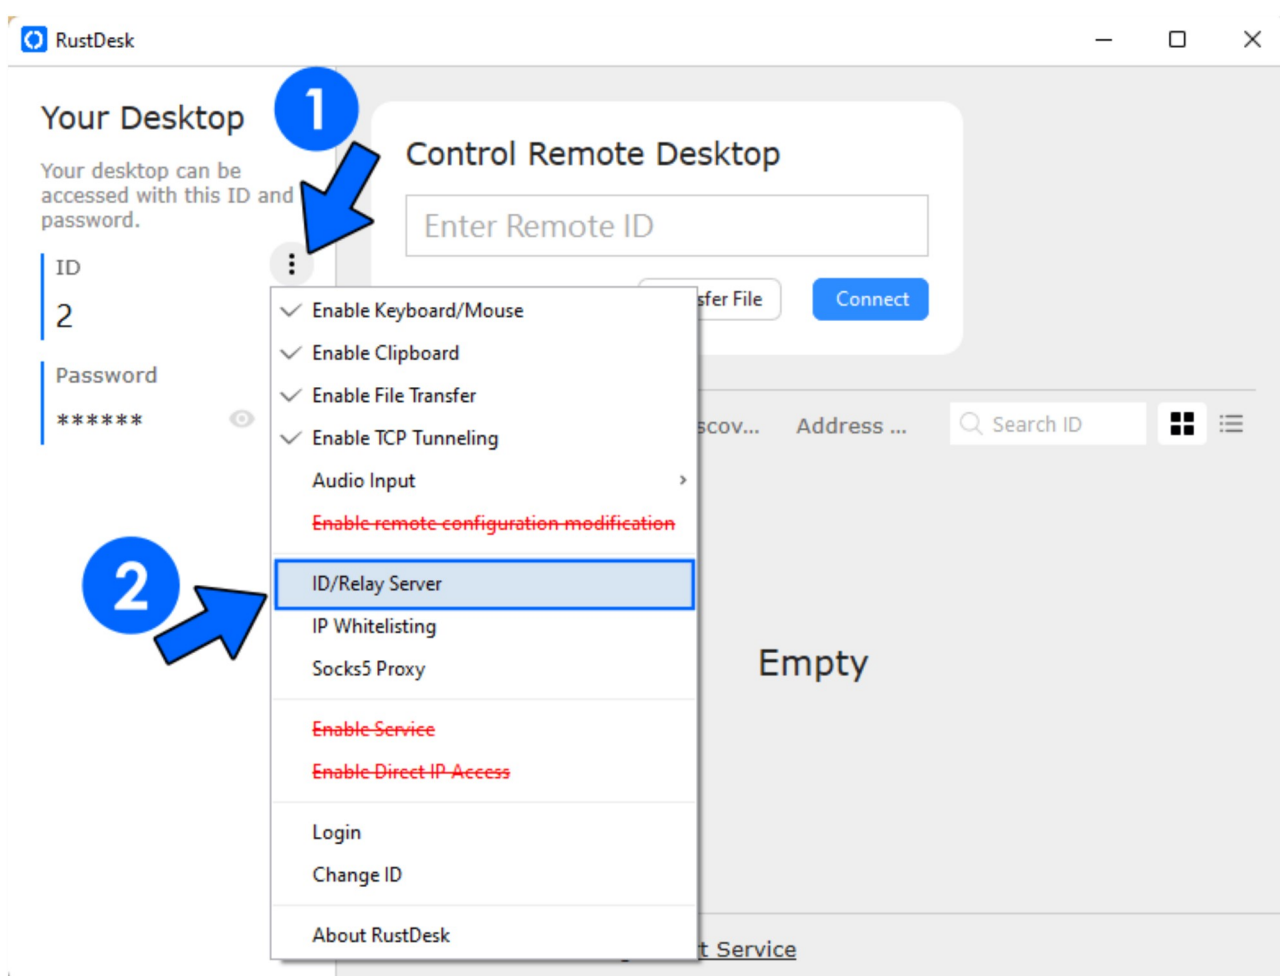 RustDesk
Your Desktop
1
Your desktop can be
accessed with this ID and
password.
ID
2
Password
******
Control Remote Desktop
Enter Remote ID
sfer File
Connect
Enable Keyboard/Mouse
Enable Clipboard
Enable File Transfer
Enable TCP Tunneling
Audio Input
Enable remote configuration modification
2
ID/Relay Server
IP Whitelisting
Socks5 Proxy
Enable Service
Enable Direct IP Access
Login
Change ID
About RustDesk
scov...
Address ...
Search ID
Empty
t Service